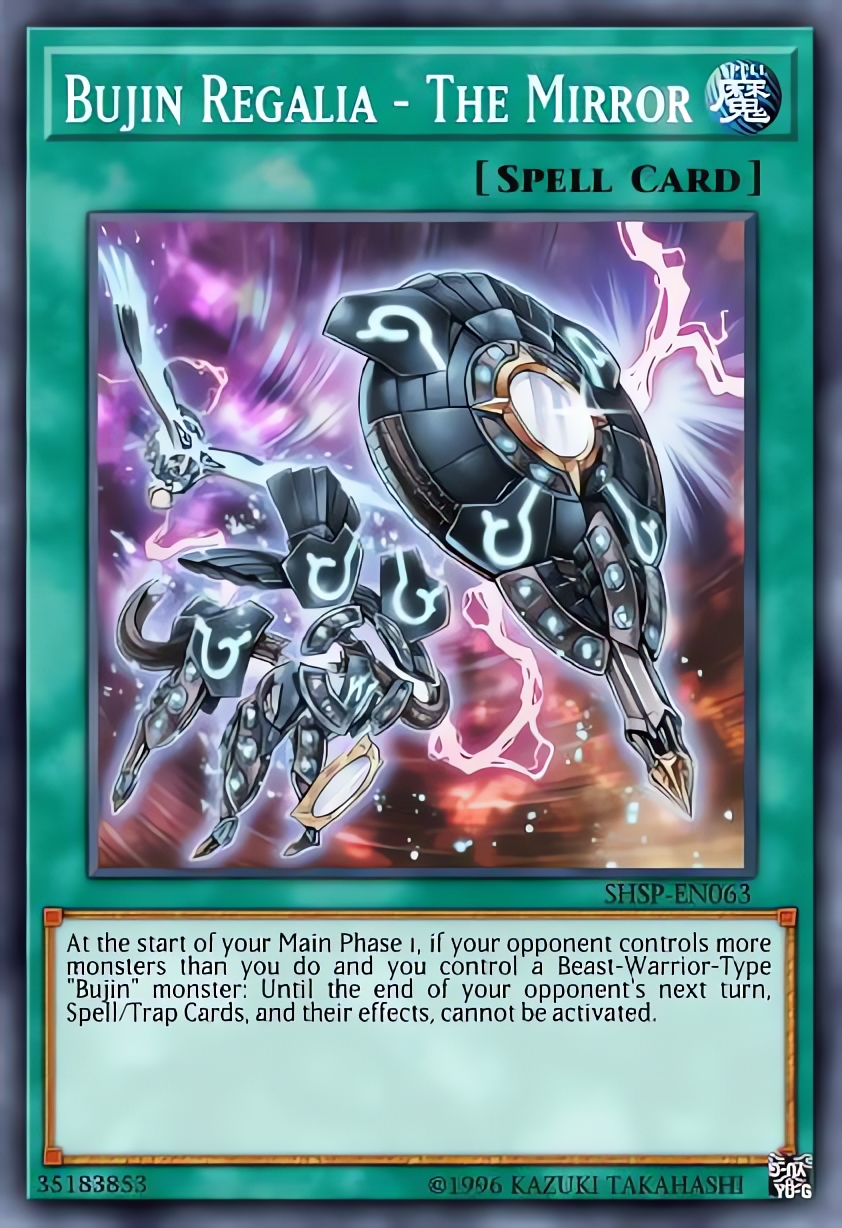 BUJIN REGALIA - THE MIRROR
SPELL
魔
[SPELL CARD]
SHSP-EN063
At the start of your Main Phase 1, if your opponent controls more
monsters than you do and you control a Beast-Warrior-Type
"Bujin" monster: Until the end of your opponent's next turn,
Spell/Trap Cards, and their effects, cannot be activated.
35183853
©1996 KAZUKI TAKAHASHI